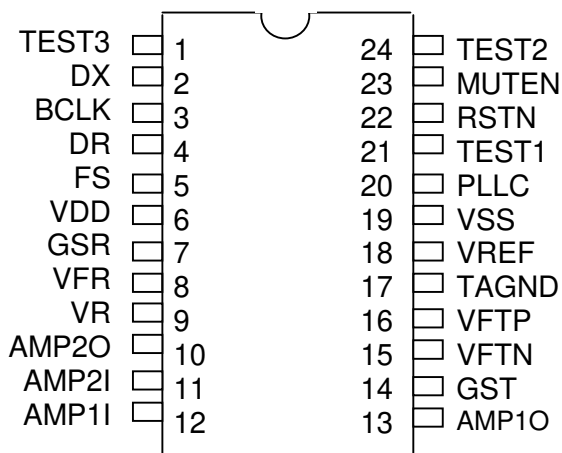 TEST3 1 24 TEST2
DX 2 23 MUTEN
BCLK 3 22 RSTN
DR 4 21 TEST1
FS 5 20 PLLC
VDD 6 19 VSS
GSR 7 18 VREF
VFR 8 17 TAGND
VR 9 16 VFTP
AMP2O 10 15 VFTN
AMP2I 11 14 GST
AMP1I 12 13 AMP1O